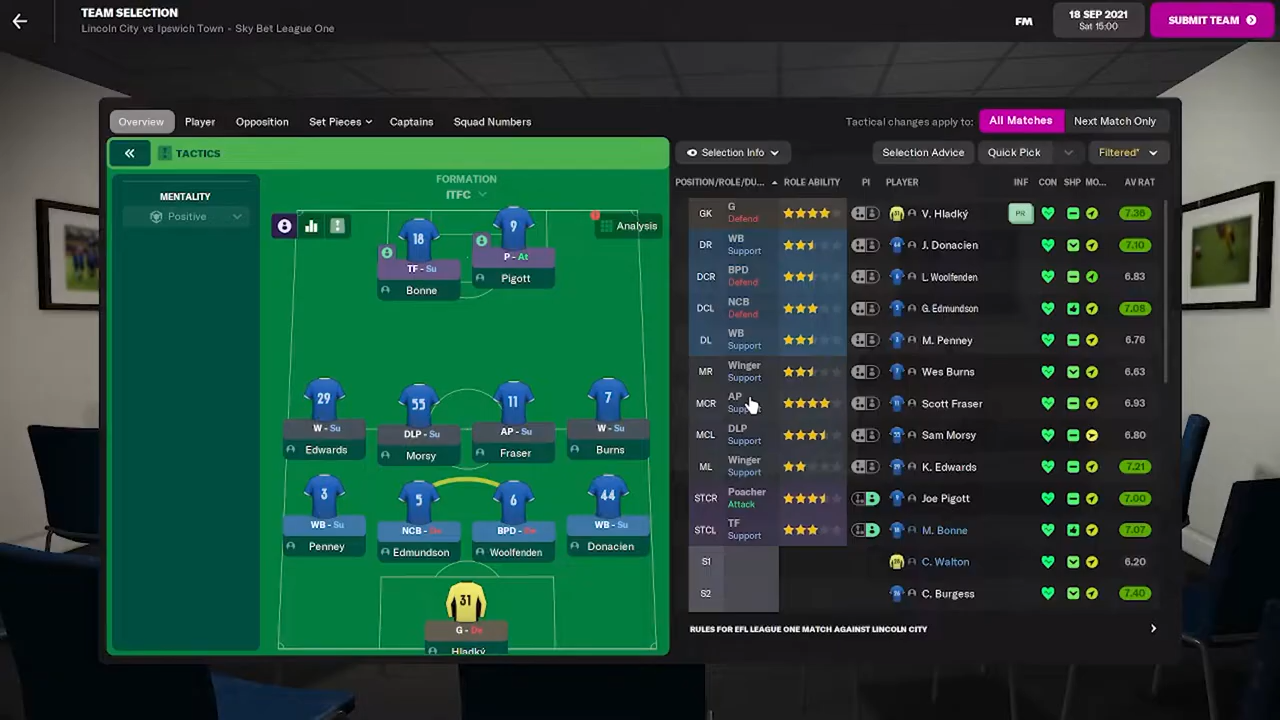 TEAM SELECTION
Lincoln City vs Ipswich Town - Sky Bet League One
FM
18 SEP 2021
Sat 15:00
SUBMIT TEAM
Overview Player Opposition Set Pieces Captains Squad Numbers
Tactical changes apply to: All Matches Next Match Only
TACTICS
MENTALITY
Positive
FORMATION
ITFC
Analysis
18
TF - Su
Bonne
9
P - At
Pigott
29
W - Su
Edwards
55
DLP - Su
Morsy
11
AP - Su
Fraser
7
W - Su
Burns
3
WB - Su
Penney
5
NCB - De
Edmundson
6
BPD - De
Woolfenden
44
WB - Su
Donacien
31
G - De
Hladký
Selection Info Selection Advice Quick Pick Filtered*
POSITION/ROLE/DU... ROLE ABILITY PI PLAYER INF CON SHP MO... AV RAT
GK G Defend V. Hladký PR 7.36
DR WB Support J. Donacien 7.10
DCR BPD Defend L. Woolfenden 6.83
DCL NCB Defend G. Edmundson 7.08
DL WB Support M. Penney 6.76
MR Winger Support Wes Burns 6.63
MCR AP Support Scott Fraser 6.93
MCL DLP Support Sam Morsy 6.80
ML Winger Support K. Edwards 7.21
STCR Poacher Attack Joe Pigott 7.00
STCL TF Support M. Bonne 7.07
S1 C. Walton 6.20
S2 C. Burgess 7.40
RULES FOR EFL LEAGUE ONE MATCH AGAINST LINCOLN CITY